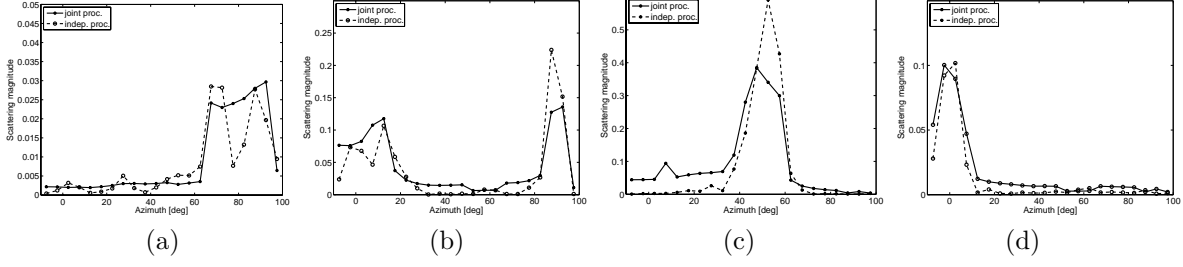 0.05
0.045
0.04
0.035
0.03
0.025
0.02
0.015
0.01
0.005
0
Scattering magnitude
joint proc.
indep. proc.
0 20 40 60 80 100
Azimuth [deg]
(a)
0.25
0.2
0.15
0.1
0.05
0
Scattering magnitude
joint proc.
indep. proc.
0 20 40 60 80 100
Azimuth [deg]
(b)
0.5
0.4
0.3
0.2
0.1
0
Scattering magnitude
joint proc.
indep. proc.
0 20 40 60 80 100
Azimuth [deg]
(c)
0.1
0.05
0
Scattering magnitude
joint proc.
indep. proc.
0 20 40 60 80 100
Azimuth [deg]
(d)